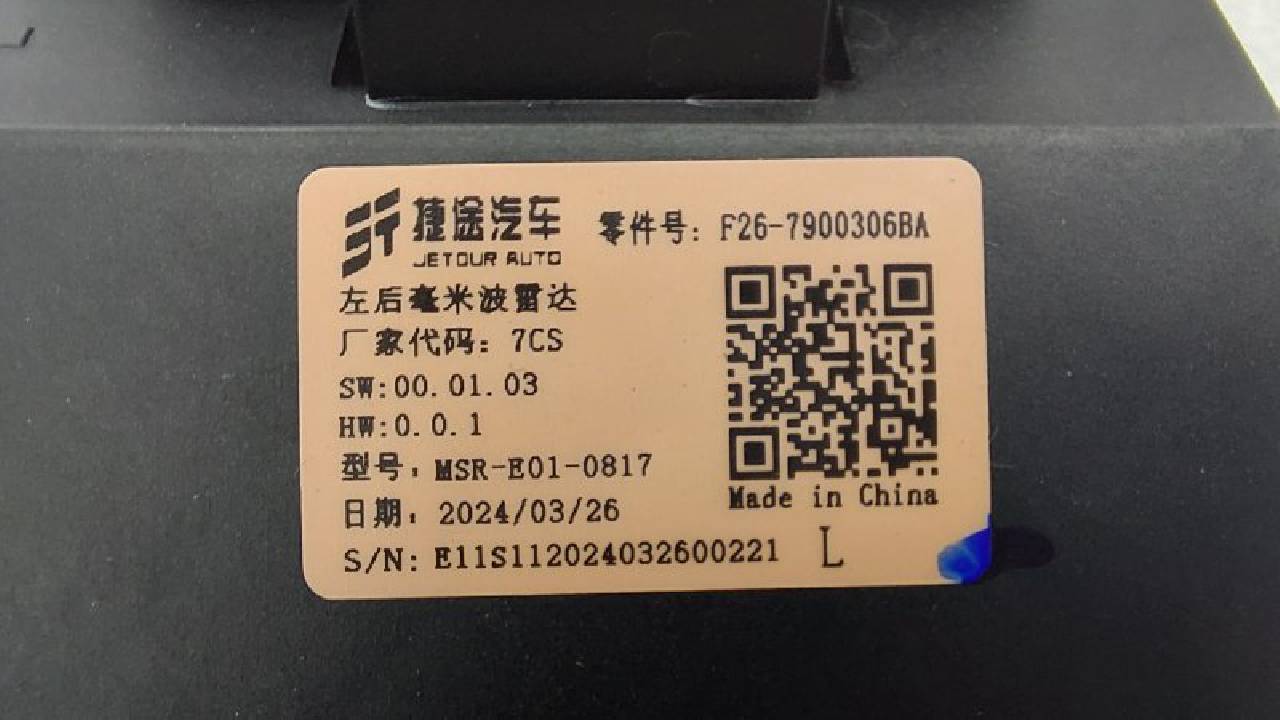 捷途汽车
JETOUR AUTO
零件号: F26-7900306BA
左后毫米波雷达
厂家代码: 7CS
SW:00.01.03
HW:0.0.1
型号: MSR-E01-0817
日期: 2024/03/26
S/N: E11S112024032600221 L
Made in China